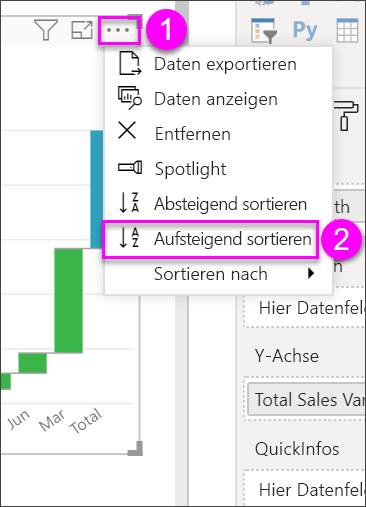 1
Py
Daten exportieren
Daten anzeigen
Entfernen
Spotlight
Absteigend sortieren
Aufsteigend sortieren
2
Sortieren nach
Hier Datenfel
Y-Achse
Total Sales Var
QuickInfos
Hier Datenfel
Jun
Mar
Total